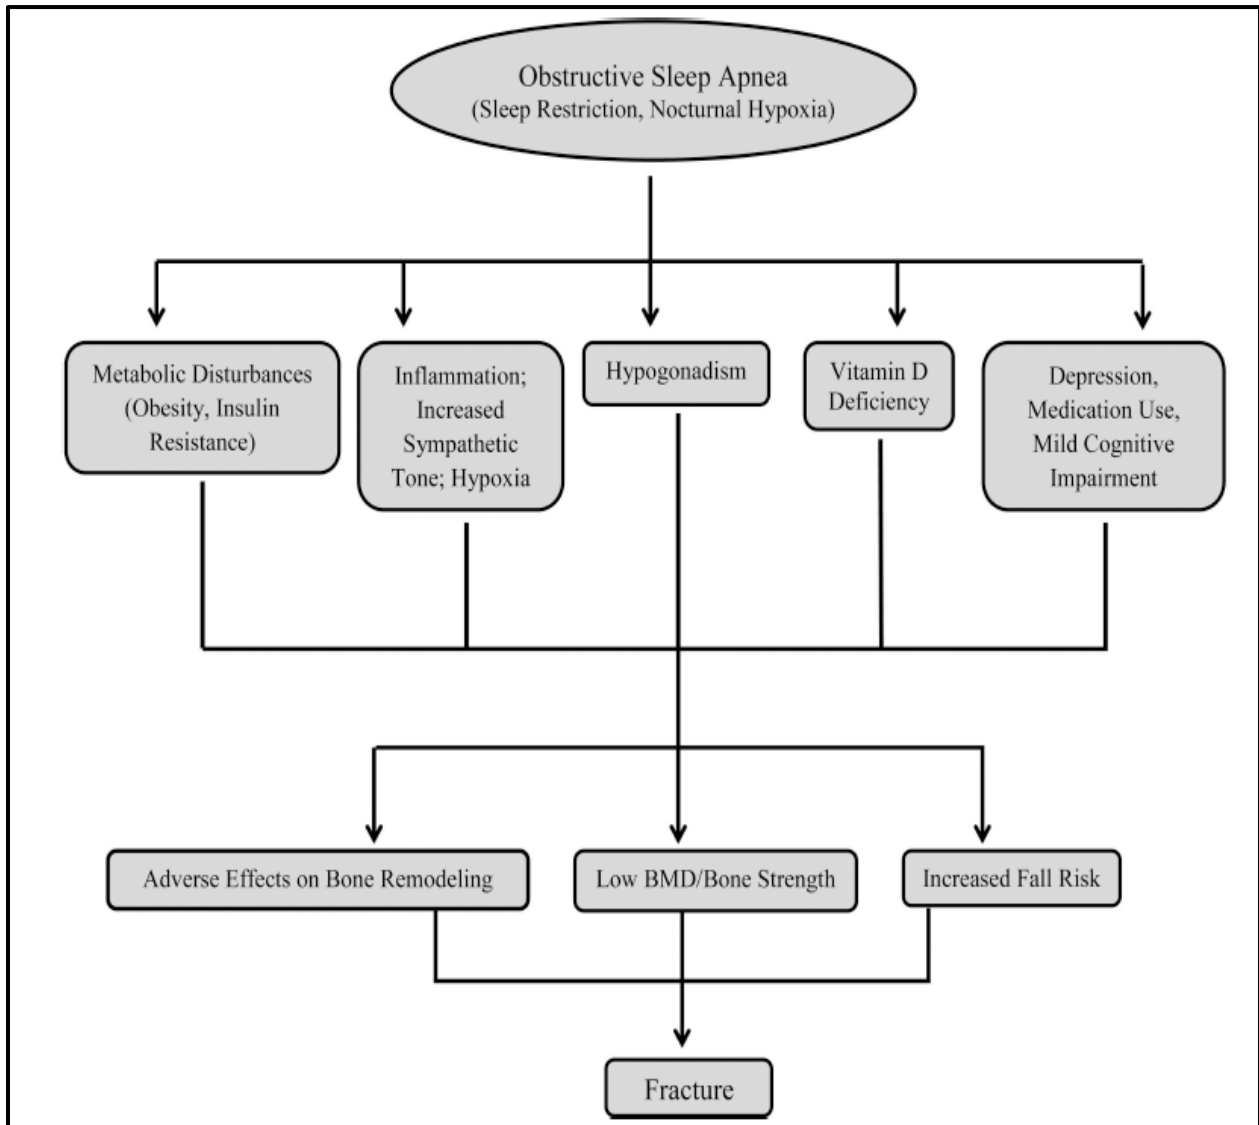 Obstructive Sleep Apnea
(Sleep Restriction, Nocturnal Hypoxia)
Metabolic Disturbances
(Obesity, Insulin
Resistance)
Inflammation;
Increased
Sympathetic
Tone; Hypoxia
Hypogonadism
Vitamin D
Deficiency
Depression,
Medication Use,
Mild Cognitive
Impairment
Adverse Effects on Bone Remodeling
Low BMD/Bone Strength
Increased Fall Risk
Fracture